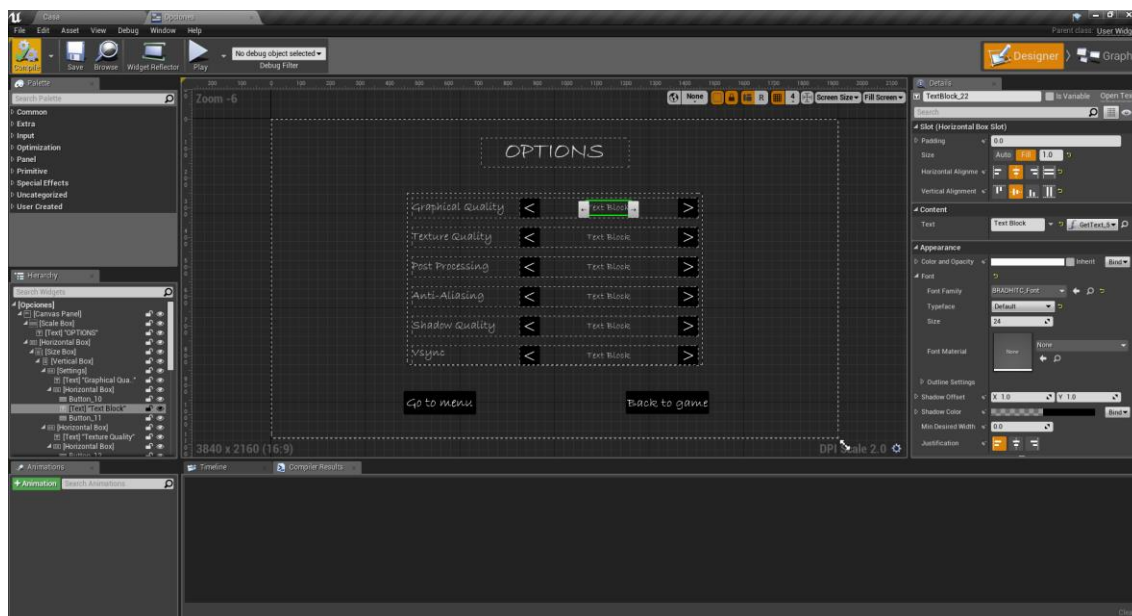 Casa
Opciones
File Edit Asset View Debug Window Help
Parent class: User Widg
Compile
Save
Browse
Widget Reflector
Play
No debug object selected
Debug Filter
Designer
Graph
Palette
Search Palette
Common
Extra
Input
Optimization
Panel
Primitive
Special Effects
Uncategorized
User Created
Hierarchy
Search Widgets
[Opciones]
[Canvas Panel]
[Scale Box]
[Text] "OPTIONS"
[Horizontal Box]
[Size Box]
[Vertical Box]
[Settings]
[Text] "Graphical Qua.."
[Horizontal Box]
Button_10
[Text] "Text Block"
Button_11
[Horizontal Box]
[Text] "Texture Quality"
[Horizontal Box]
Zoom -6
None
R
4
Screen Size
Fill Screen
OPTIONS
Graphical Quality < Text Block >
Texture Quality < Text Block >
Post Processing < Text Block >
Anti-Aliasing < Text Block >
Shadow Quality < Text Block >
Vsync < Text Block >
Go to menu
Back to game
3840 x 2160 (16:9)
DPI Scale 2.0
Details
TextBlock_22
Is Variable
Open Tex
Search
Slot (Horizontal Box Slot)
Padding 0.0
Size Auto Fill 1.0
Horizontal Alignme
Vertical Alignment
Content
Text Text Block
Appearance
Color and Opacity Inherit Bind
Font
Font Family BRADHITC_Font
Typeface Default
Size 24
Font Material None None
Outline Settings
Shadow Offset X 1.0 Y 1.0
Shadow Color Bind
Min Desired Width 0.0
Justification
Animations
+ Animation
Search Animations
Timeline
Compiler Results